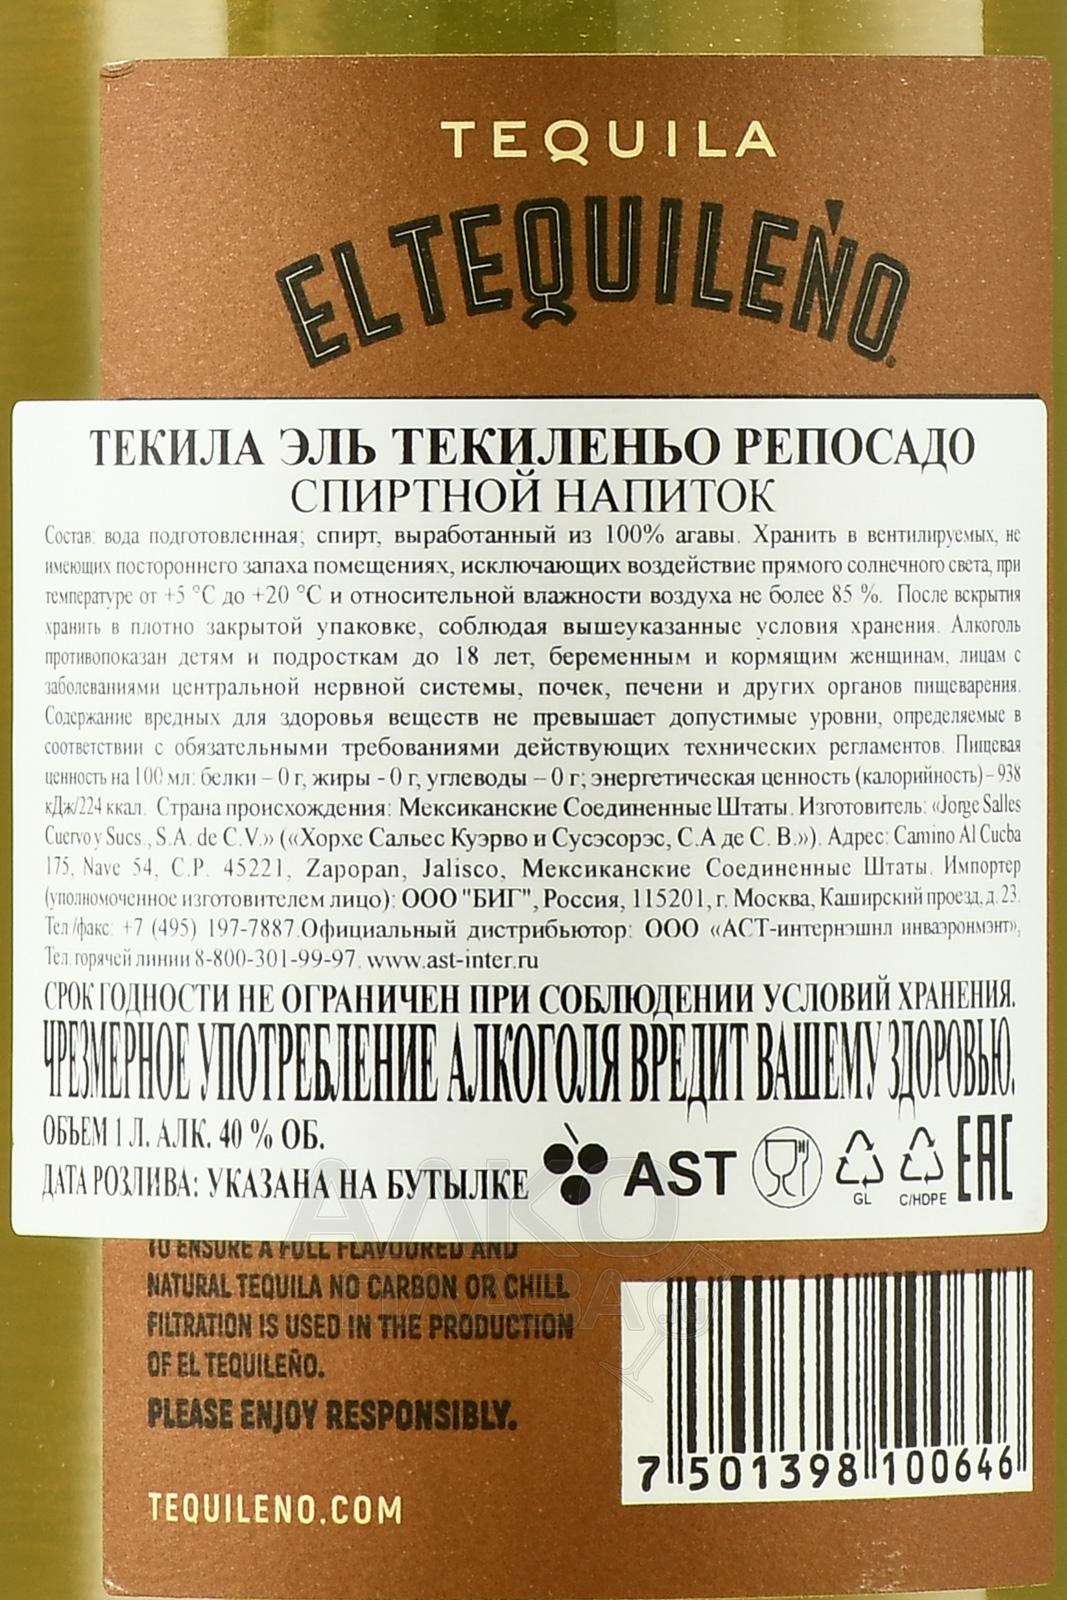 TEQUILA
EL TEQUILEÑO
ТЕКИЛА ЭЛЬ ТЕКИЛЕНЬО РЕПОСАДО
СПИРТНОЙ НАПИТОК
Состав: вода подготовленная; спирт, выработанный из 100% агавы. Хранить в вентилируемых, не
имеющих постороннего запаха помещениях, исключающих воздействие прямого солнечного света, при
температуре от +5 °C до +20 °C и относительной влажности воздуха не более 85 %. После вскрытия
хранить в плотно закрытой упаковке, соблюдая вышеуказанные условия хранения. Алкоголь
противопоказан детям и подросткам до 18 лет, беременным и кормящим женщинам, лицам с
заболеваниями центральной нервной системы, почек, печени и других органов пищеварения.
Содержание вредных для здоровья веществ не превышает допустимые уровни, определяемые в
соответствии с обязательными требованиями действующих технических регламентов. Пищевая
ценность на 100 мл: белки – 0 г, жиры - 0 г, углеводы – 0 г; энергетическая ценность (калорийность) – 938
кДж/224 ккал. Страна происхождения: Мексиканские Соединенные Штаты. Изготовитель: «Jorge Salles
Cuervo y Sucs., S.A. de C.V.» («Хорхе Сальес Куэрво и Сусэсорэс, С.А де С. В.»). Адрес: Camino Al Cucba
175, Nave 54, C.P. 45221, Zapopan, Jalisco, Мексиканские Соединенные Штаты. Импортер
(уполномоченное изготовителем лицо): ООО "БИГ", Россия, 115201, г. Москва, Каширский проезд, д. 23.
Тел/факс: +7 (495) 197-7887.Официальный дистрибьютор: ООО «АСТ-интернэшнл инваэронмэнт»,
Тел. горячей линии 8-800-301-99-97. www.ast-inter.ru
СРОК ГОДНОСТИ НЕ ОГРАНИЧЕН ПРИ СОБЛЮДЕНИИ УСЛОВИЙ ХРАНЕНИЯ.
ЧРЕЗМЕРНОЕ УПОТРЕБЛЕНИЕ АЛКОГОЛЯ ВРЕДИТ ВАШЕМУ ЗДОРОВЬЮ.
ОБЪЕМ 1 Л. АЛК. 40 % ОБ.
ДАТА РОЗЛИВА: УКАЗАНА НА БУТЫЛКЕ
AST
GL
C/HDPE
EAC
АЛКО
ПЛАЗА
TO ENSURE A FULL FLAVOURED AND
NATURAL TEQUILA NO CARBON OR CHILL
FILTRATION IS USED IN THE PRODUCTION
OF EL TEQUILEÑO.
PLEASE ENJOY RESPONSIBLY.
TEQUILENO.COM
7 501398 100646